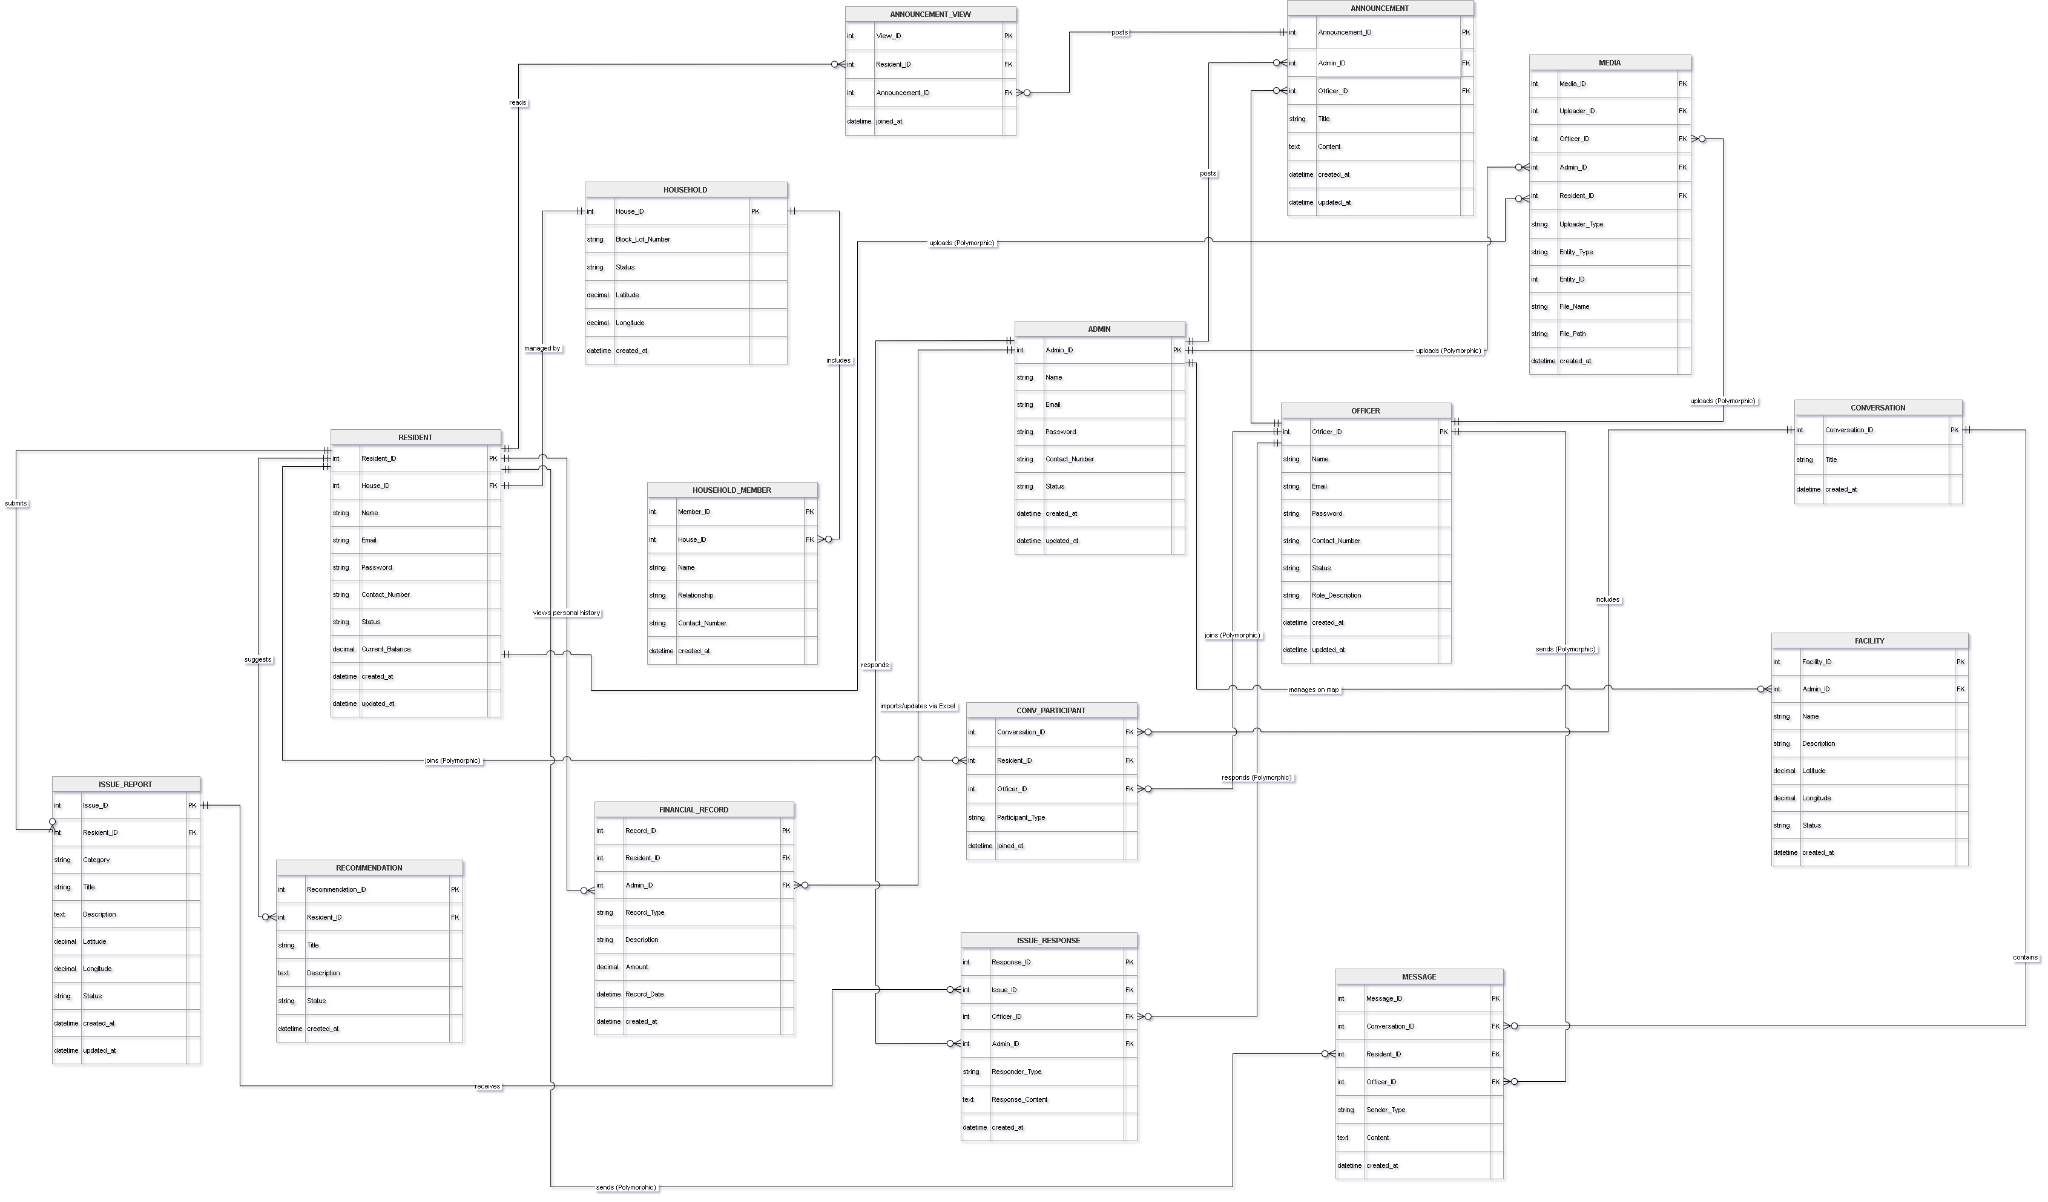 ANNOUNCEMENT_VIEW
int View_ID PK
int Resident_ID FK
int Announcement_ID FK
datetime joined_at
ANNOUNCEMENT
int Announcement_ID PK
int Admin_ID FK
int Officer_ID FK
string Title
text Content
datetime created_at
datetime updated_at
MEDIA
int Media_ID PK
int Uploader_ID FK
int Officer_ID FK
int Admin_ID FK
int Resident_ID FK
string Uploader_Type
string Entity_Type
int Entity_ID
string File_Name
string File_Path
datetime created_at
posts
reads
posts
uploads (Polymorphic)
HOUSEHOLD
int House_ID PK
string Block_Lot_Number
string Status
decimal Latitude
decimal Longitude
datetime created_at
managed by
includes
ADMIN
int Admin_ID PK
string Name
string Email
string Password
string Contact_Number
string Status
datetime created_at
datetime updated_at
uploads (Polymorphic)
uploads (Polymorphic)
OFFICER
int Officer_ID PK
string Name
string Email
string Password
string Contact_Number
string Status
string Role_Description
datetime created_at
datetime updated_at
CONVERSATION
int Conversation_ID PK
string Title
datetime created_at
RESIDENT
int Resident_ID PK
int House_ID FK
string Name
string Email
string Password
string Contact_Number
string Status
decimal Current_Balance
datetime created_at
datetime updated_at
HOUSEHOLD_MEMBER
int Member_ID PK
int House_ID FK
string Name
string Relationship
string Contact_Number
datetime created_at
submits
suggests
views personal history
responds
imports/updates via Excel
joins (Polymorphic)
includes
sends (Polymorphic)
manages on map
FACILITY
int Facility_ID PK
int Admin_ID FK
string Name
string Description
decimal Latitude
decimal Longitude
string Status
datetime created_at
CONV_PARTICIPANT
int Conversation_ID FK
int Resident_ID FK
int Officer_ID FK
string Participant_Type
datetime joined_at
joins (Polymorphic)
responds (Polymorphic)
ISSUE_REPORT
int Issue_ID PK
int Resident_ID FK
string Category
string Title
text Description
decimal Latitude
decimal Longitude
string Status
datetime created_at
datetime updated_at
RECOMMENDATION
int Recommendation_ID PK
int Resident_ID FK
string Title
text Description
string Status
datetime created_at
FINANCIAL_RECORD
int Record_ID PK
int Resident_ID FK
int Admin_ID FK
string Record_Type
string Description
decimal Amount
datetime Record_Date
datetime created_at
ISSUE_RESPONSE
int Response_ID PK
int Issue_ID FK
int Officer_ID FK
int Admin_ID FK
string Responder_Type
text Response_Content
datetime created_at
MESSAGE
int Message_ID PK
int Conversation_ID FK
int Resident_ID FK
int Officer_ID FK
string Sender_Type
text Content
datetime created_at
contains
receives
sends (Polymorphic)